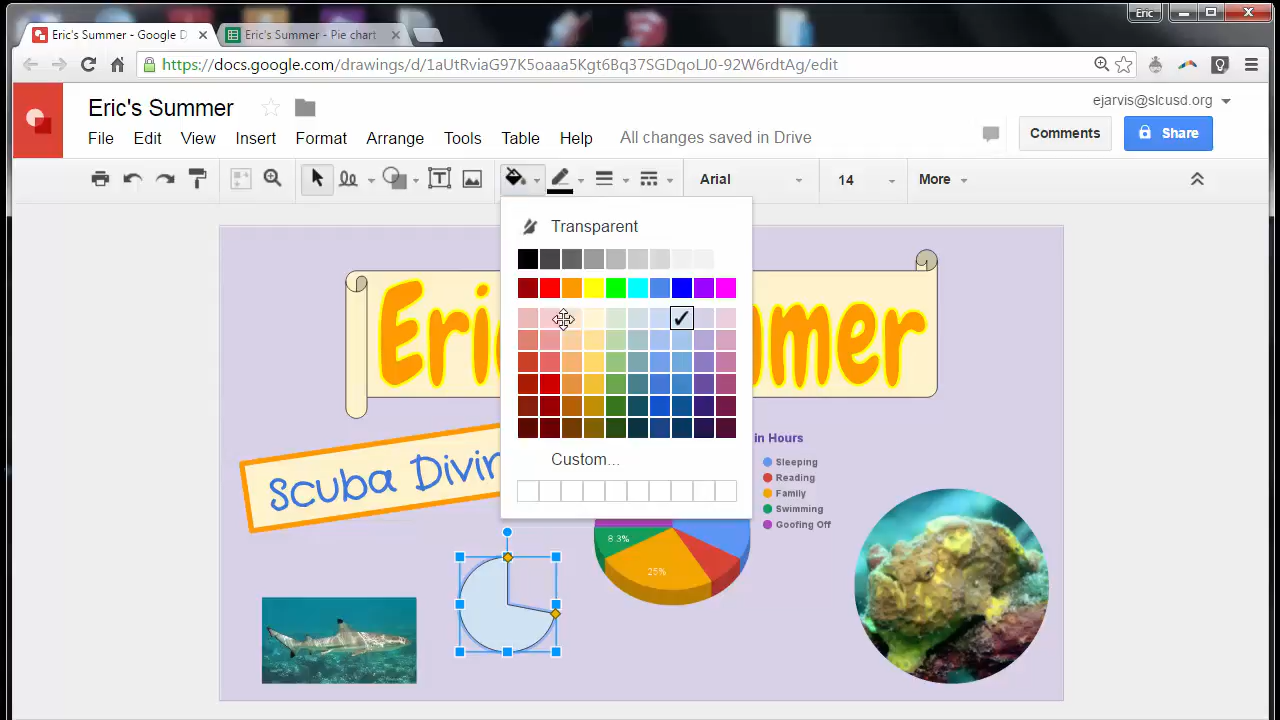 Eric
Eric's Summer - Google D
Eric's Summer - Pie chart
https://docs.google.com/drawings/d/1aUtRviaG97K5oaaa5Kgt6Bq37SGDqoLJ0-92W6rdtAg/edit
Eric's Summer
ejarvis@slcusd.org
File Edit View Insert Format Arrange Tools Table Help All changes saved in Drive
Comments
Share
Arial 14 More
Transparent
Custom...
Eric
mmer
Scuba Divin
in Hours
Sleeping
Reading
Family
Swimming
Goofing Off
8.3%
25%